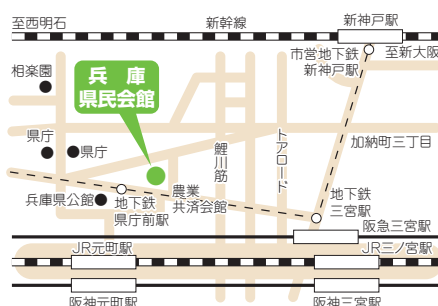 至西明石
新幹線
新神戸駅
市営地下鉄
新神戸駅
至新大阪
相楽園
兵庫
県民会館
県庁
県庁
鯉川筋
トアロード
加納町三丁目
兵庫県公館
地下鉄
県庁前駅
農業
共済会館
地下鉄
三宮駅
阪急三宮駅
JR元町駅
JR三ノ宮駅
阪神元町駅
阪神三宮駅